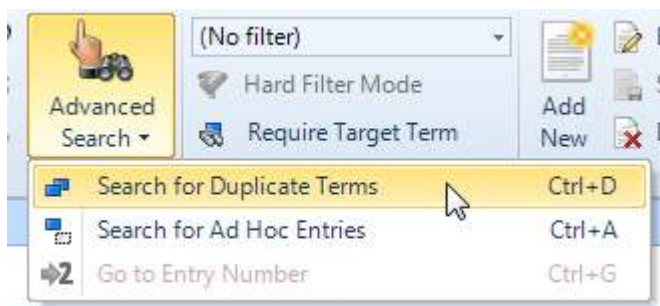 (No filter)
Hard Filter Mode
Advanced
Search
Require Target Term
Add
New
Search for Duplicate Terms Ctrl+D
Search for Ad Hoc Entries Ctrl+A
2 Go to Entry Number Ctrl+G